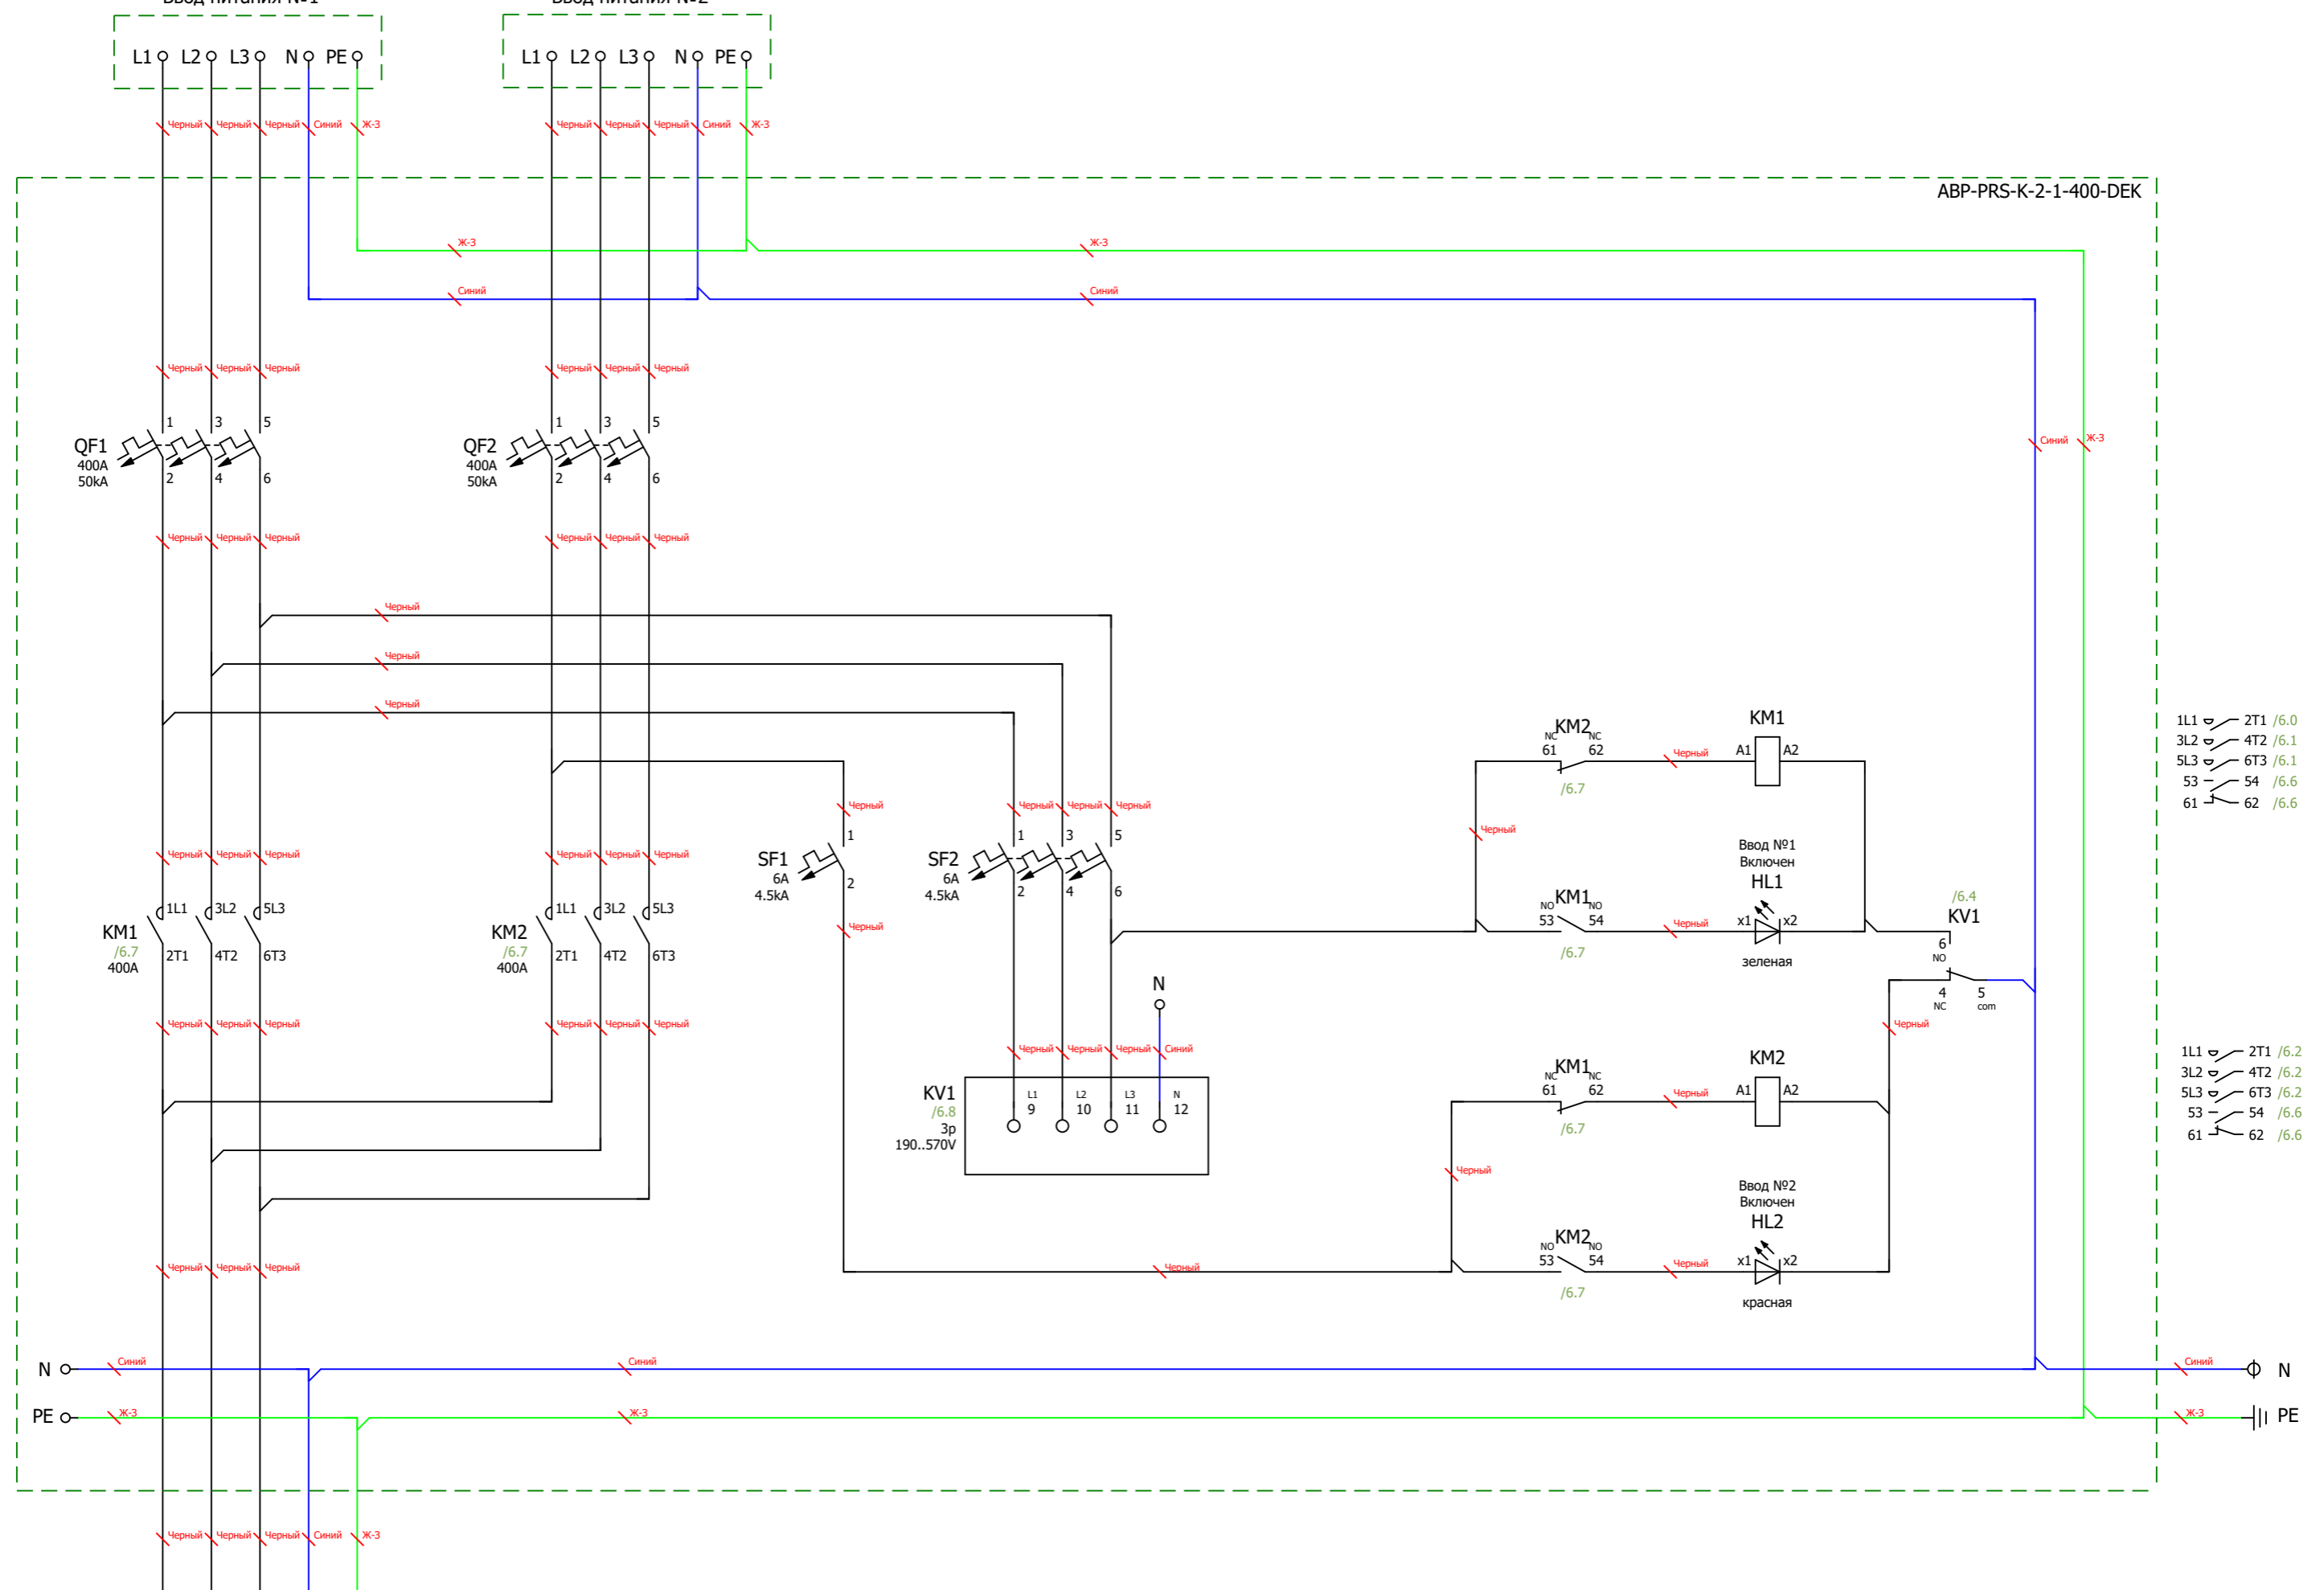 Ввод питания №1
Ввод питания №2
L1 L2 L3 N PE
L1 L2 L3 N PE
Черный Черный Черный Синий Ж-З
Черный Черный Черный Синий Ж-З
ABP-PRS-K-2-1-400-DEK
Ж-З Ж-З
Синий Синий
Черный Черный Черный
Черный Черный Черный
Синий Ж-З
QF1
400A
50kA
1 3 5
2 4 6
QF2
400A
50kA
1 3 5
2 4 6
Черный Черный Черный
Черный Черный Черный
Черный
Черный
Черный
KM2
NC NC
61 62
/6.7
Черный
KM1
A1 A2
1L1 2T1 /6.0
3L2 4T2 /6.1
5L3 6T3 /6.1
53 54 /6.6
61 62 /6.6
Черный
Черный Черный Черный
Черный
Черный Черный Черный
Черный Черный Черный
SF1
6A
4.5kA
1
2
SF2
6A
4.5kA
1 3 5
2 4 6
Ввод №1
Включен
HL1
x1 x2
зеленая
KM1
NO NO
53 54
/6.7
Черный
/6.4
KV1
6
NO
4 5
NC com
KM1
/6.7
400A
1L1 3L2 5L3
2T1 4T2 6T3
KM2
/6.7
400A
1L1 3L2 5L3
2T1 4T2 6T3
Черный
N
Черный Черный Черный
Черный Черный Черный
Черный Черный Черный Синий
Черный
KV1
/6.8
3p
190..570V
L1 L2 L3 N
9 10 11 12
KM1
NC NC
61 62
/6.7
Черный
KM2
A1 A2
1L1 2T1 /6.2
3L2 4T2 /6.2
5L3 6T3 /6.2
53 54 /6.6
61 62 /6.6
Черный
Ввод №2
Включен
HL2
x1 x2
красная
KM2
NO NO
53 54
/6.7
Черный
Черный Черный Черный
Черный
N Синий Синий Синий N
PE Ж-З Ж-З Ж-З PE
Черный Черный Черный Синий Ж-З